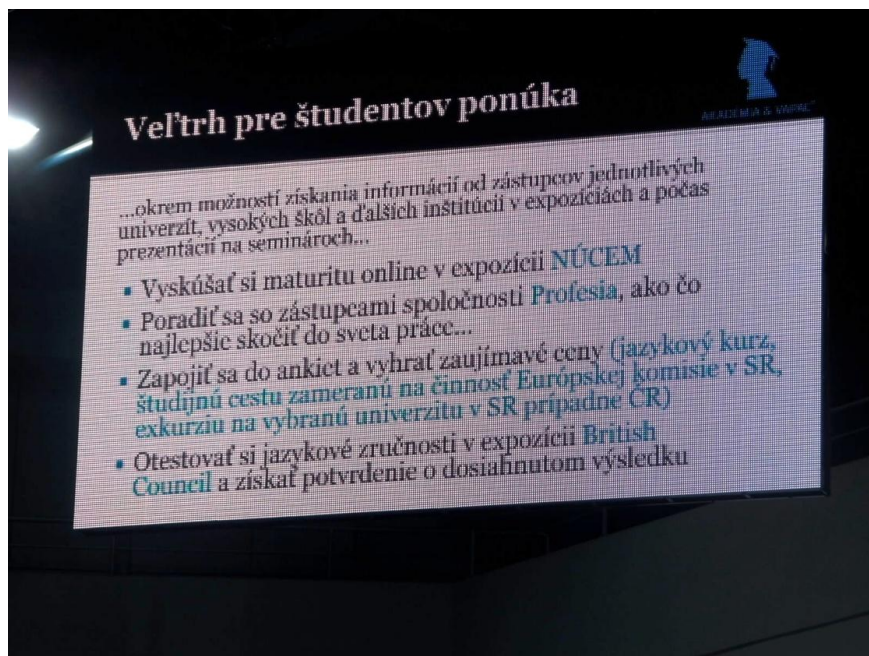 Veľtrh pre študentov ponúka
AKADÉMIA & VAPAC
...okrem možností získania informácií od zástupcov jednotlivých
univerzít, vysokých škôl a ďalších inštitúcii v expozíciách a počas
prezentácií na seminároch...
▪ Vyskúšať si maturitu online v expozícii NÚCEM
▪ Poradiť sa so zástupcami spoločnosti Profesia, ako čo
najlepšie skočiť do sveta práce...
▪ Zapojiť sa do ankiet a vyhrať zaujímavé ceny (jazykový kurz,
študijnú cestu zameranú na činnosť Európskej komisie v SR,
exkurziu na vybranú univerzitu v SR prípadne ČR)
▪ Otestovať si jazykové zručnosti v expozícii British
Council a získať potvrdenie o dosiahnutom výsledku